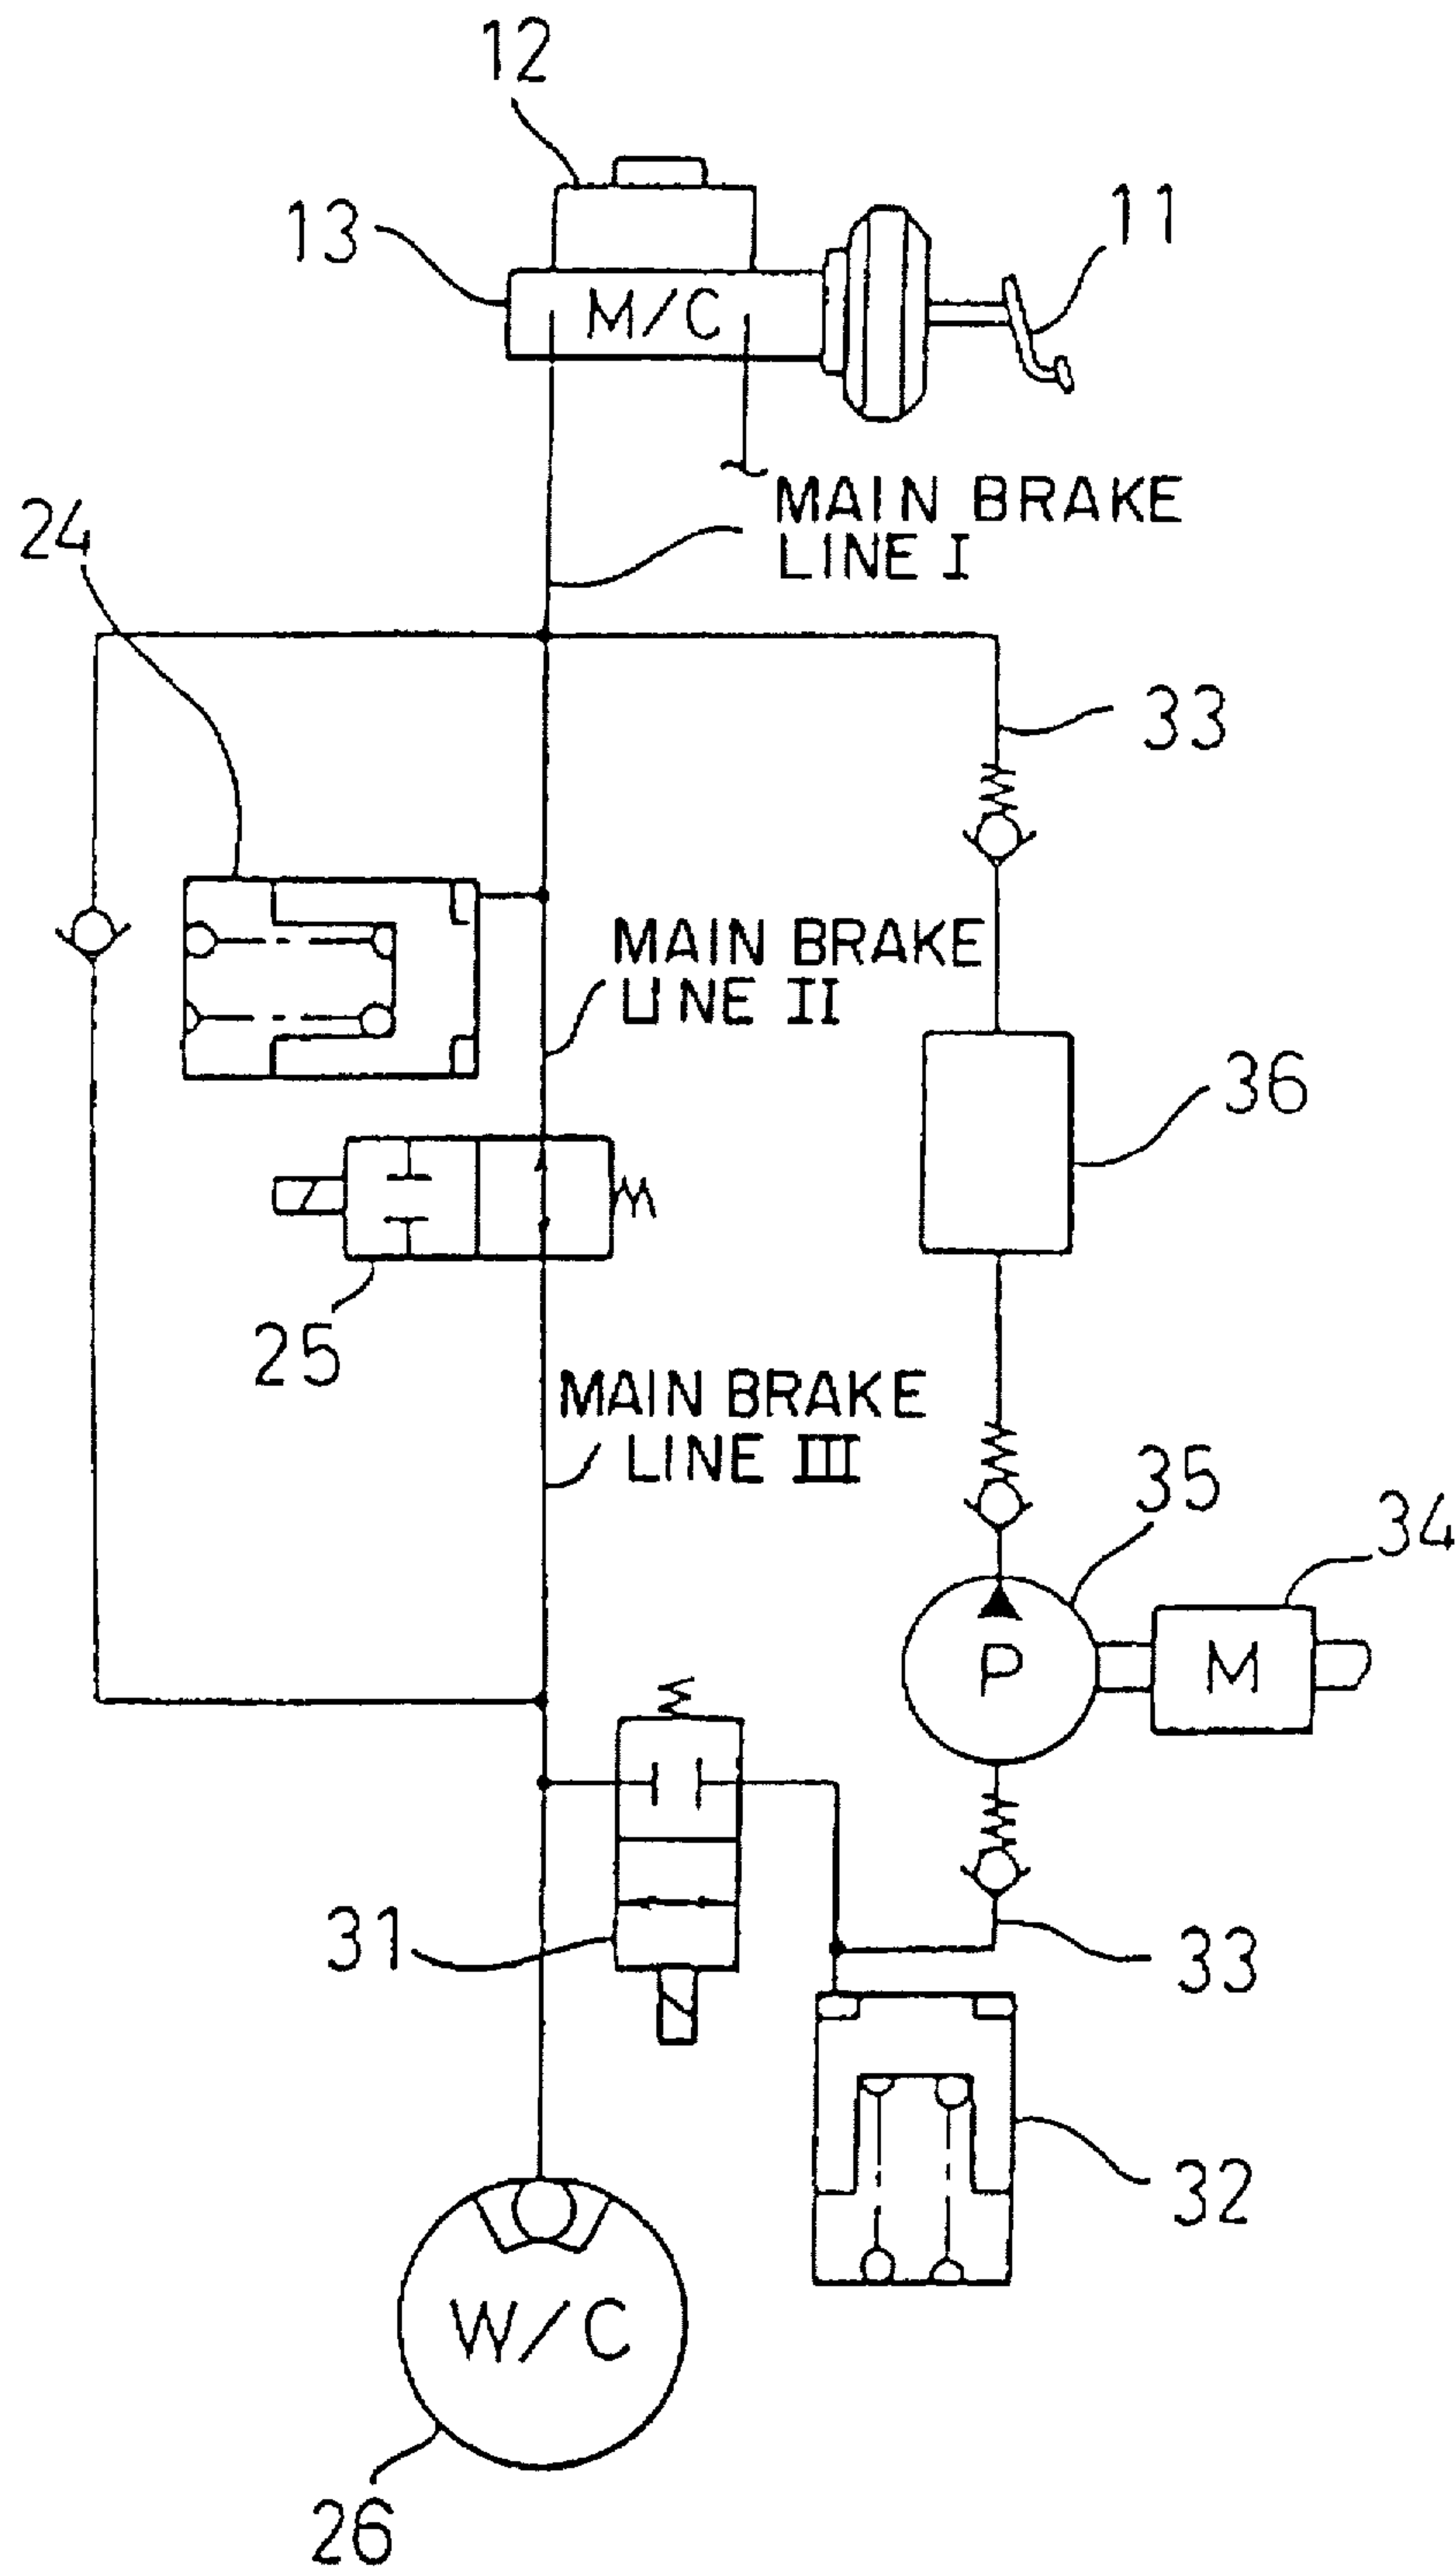 12
13
11
M/C
MAIN BRAKE
LINE I
24
33
MAIN BRAKE
LINE II
36
25
MAIN BRAKE
LINE III
35
34
P
M
31
33
32
W/C
26